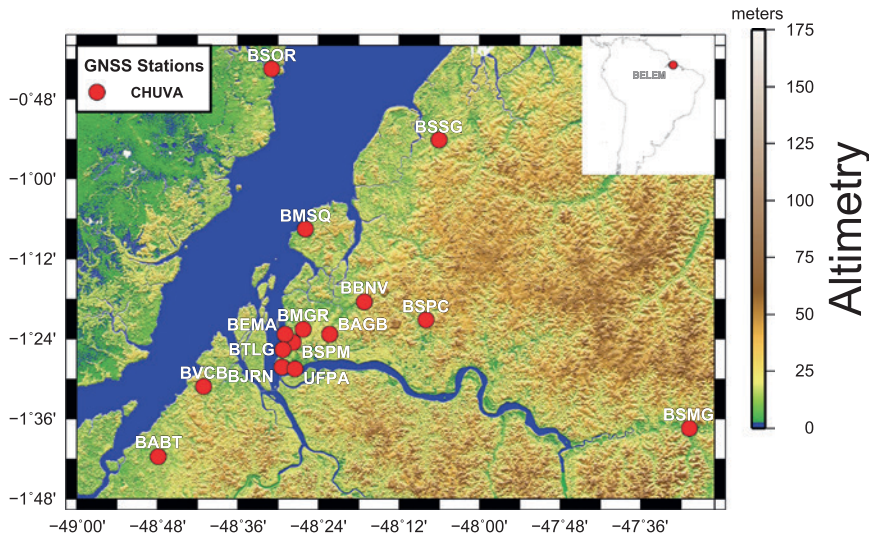 meters
175
150
125
100
75
50
25
0
Altimetry
GNSS Stations
CHUVA
BELEM
BSOR
BSSG
BMSQ
BBNV
BSPC
BMGR
BEMA
BAGB
BTLG
BSPM
BVCB
BJRN
UFPA
BSMG
BABT
−0˚48'
−1˚00'
−1˚12'
−1˚24'
−1˚36'
−1˚48'
−49˚00'
−48˚48'
−48˚36'
−48˚24'
−48˚12'
−48˚00'
−47˚48'
−47˚36'